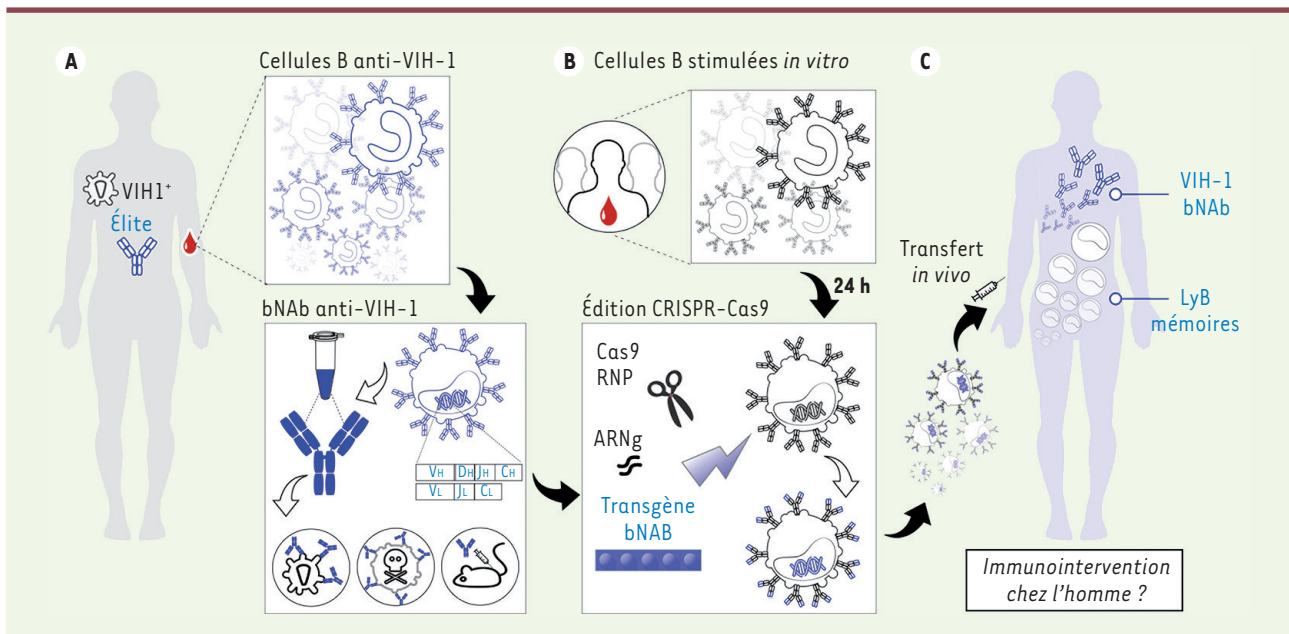 A
Cellules B anti-VIH-1
VIH1⁺
Élite
bNAb anti-VIH-1
VH DH JH CH
VL JL CL
B
Cellules B stimulées in vitro
24 h
Édition CRISPR-Cas9
Cas9
RNP
ARNg
Transgène
bNAB
C
VIH-1
bNAb
Transfert
in vivo
LyB
mémoires
Immunointervention
chez l'homme ?